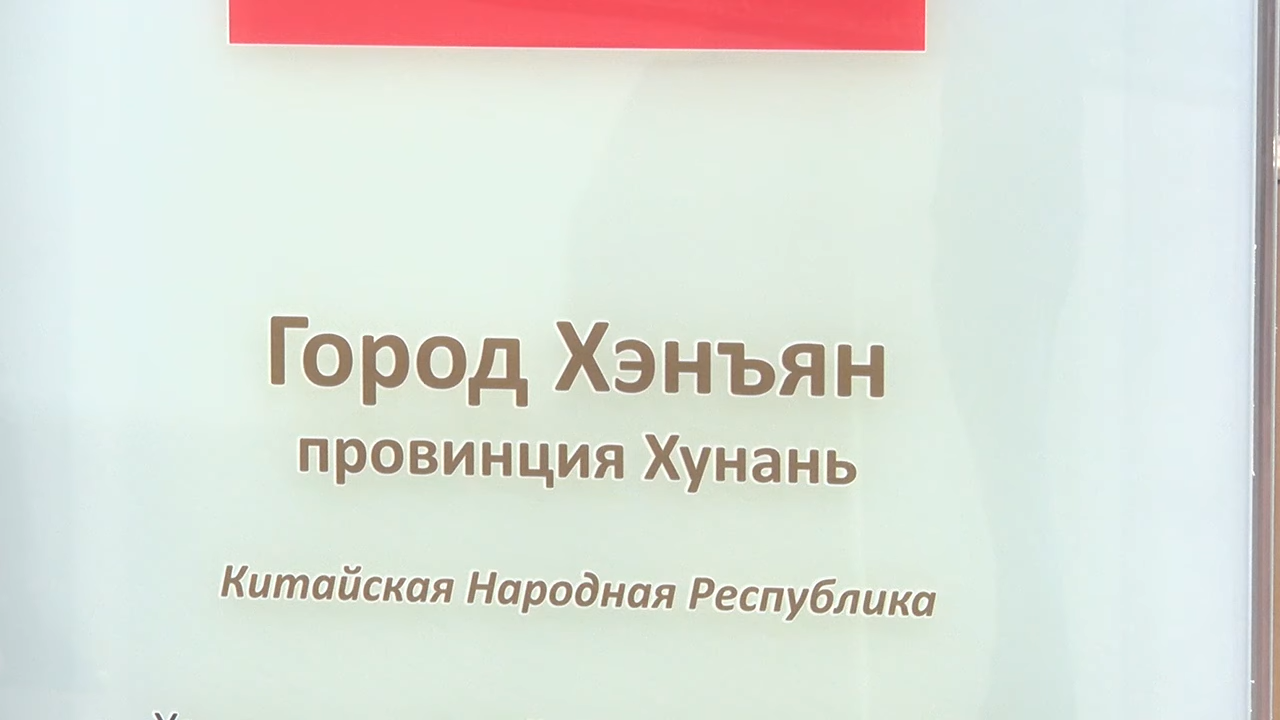 Город Хэнъян
провинция Хунань
Китайская Народная Республика